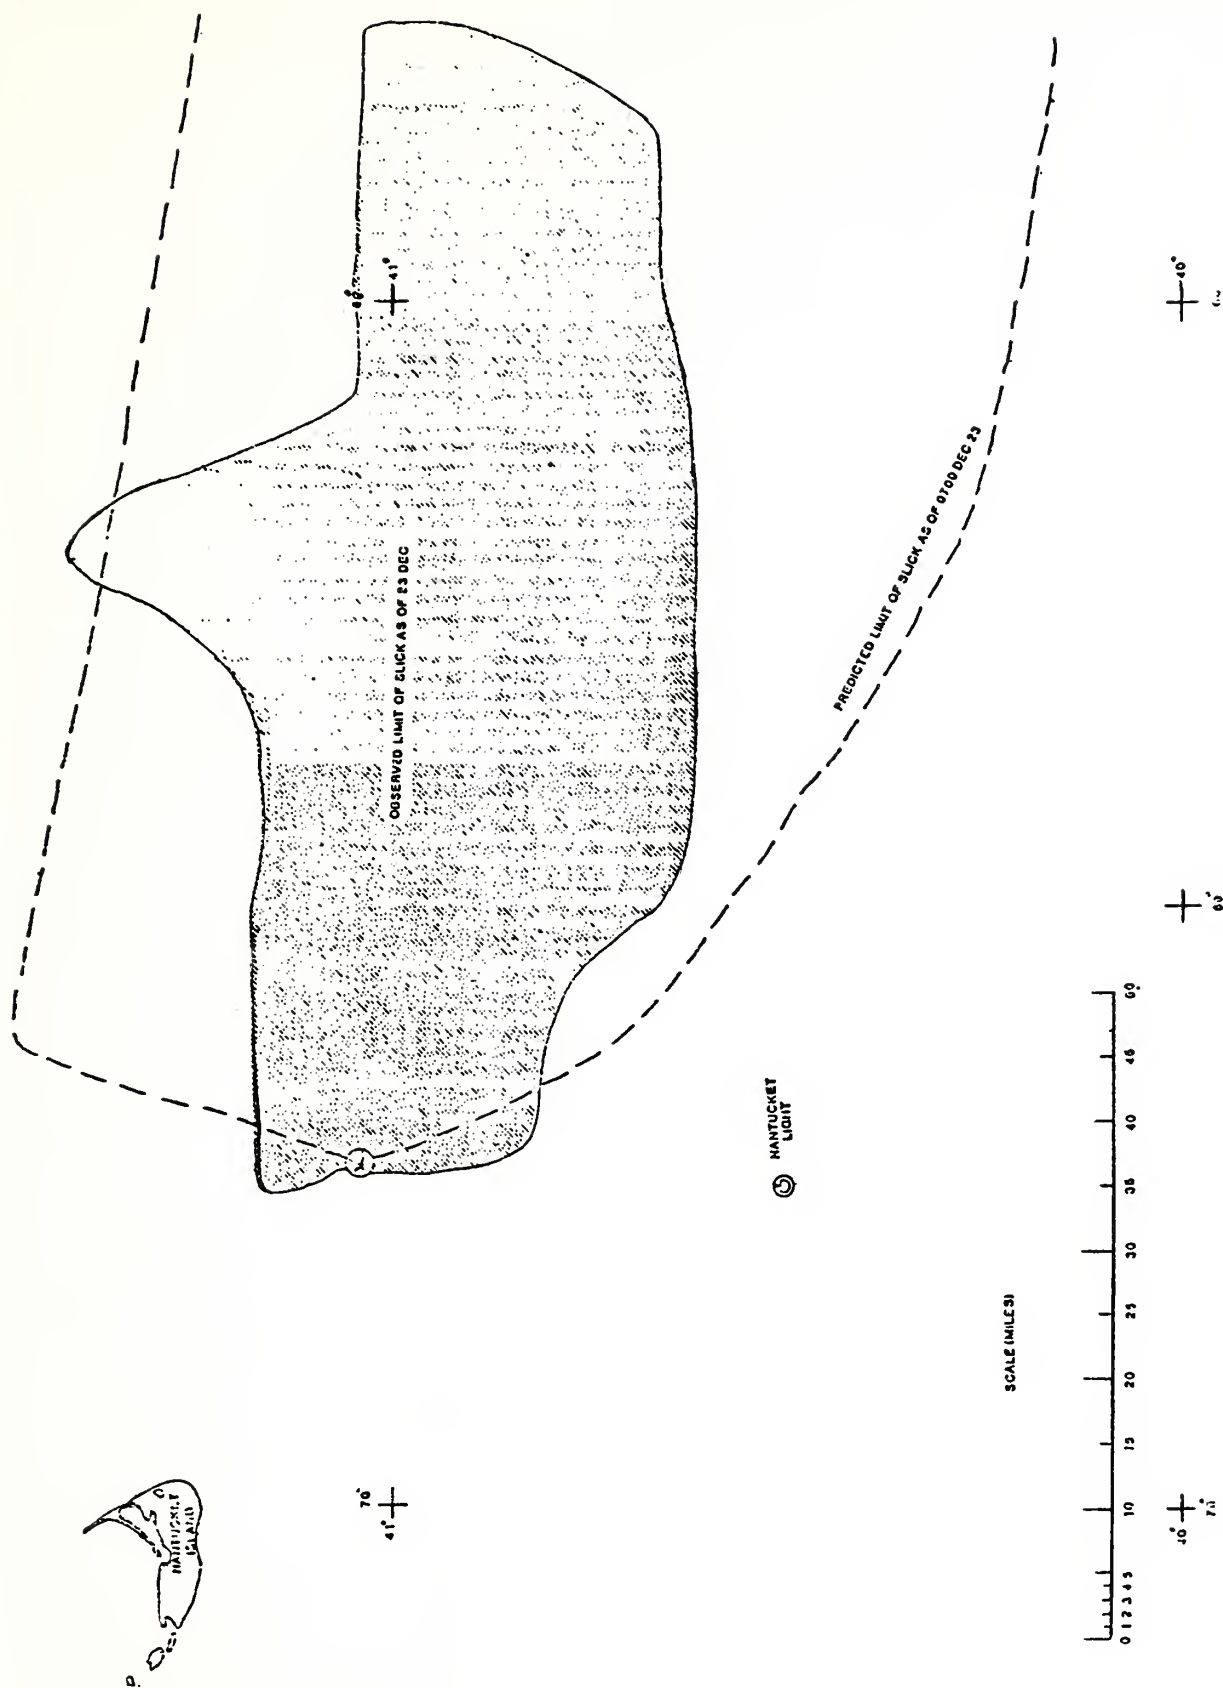 OBSERVED LIMIT OF SLICK AS OF 23 DEC
PREDICTED LIMIT OF SLICK AS OF 0700 DEC 23
NANTUCKET
LIGHT
NANTUCKET
ISLAND
70°
41°
41°
40°
40°
SCALE (MILES)
0 1 2 3 4 5 10 15 20 25 30 35 40 45